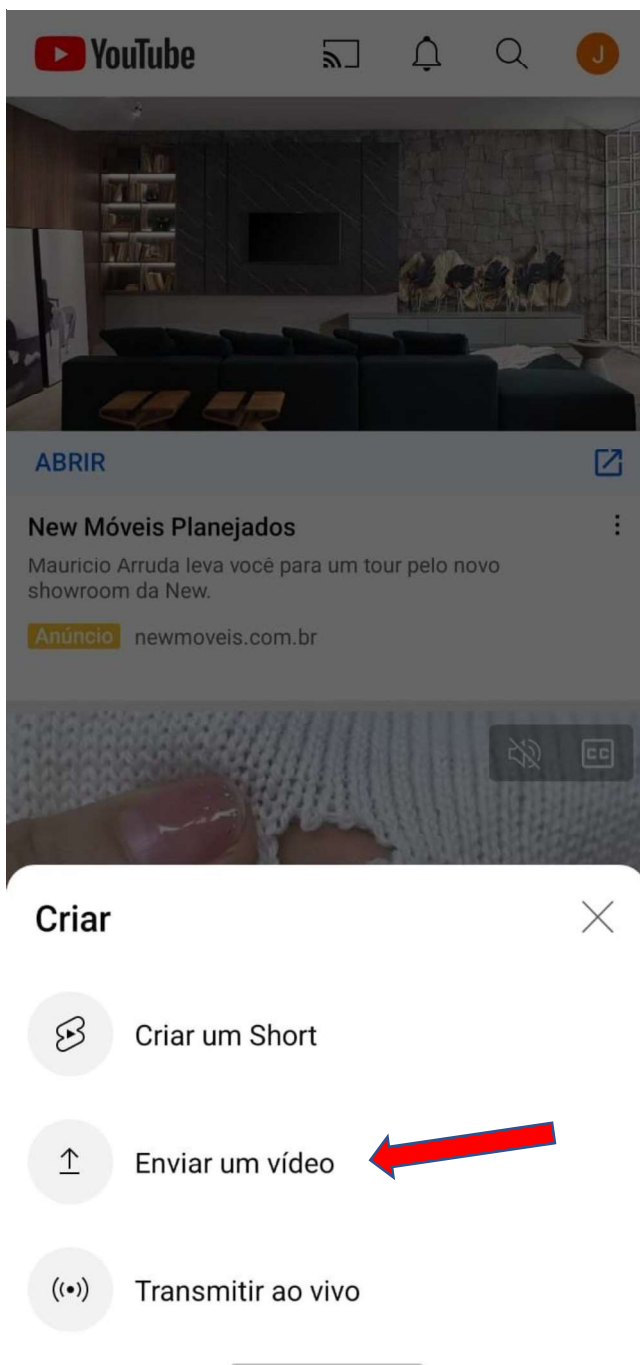 YouTube
J
ABRIR
New Móveis Planejados
Mauricio Arruda leva você para um tour pelo novo
showroom da New.
Anúncio newmoveis.com.br
CC
Criar
Criar um Short
Enviar um vídeo
Transmitir ao vivo